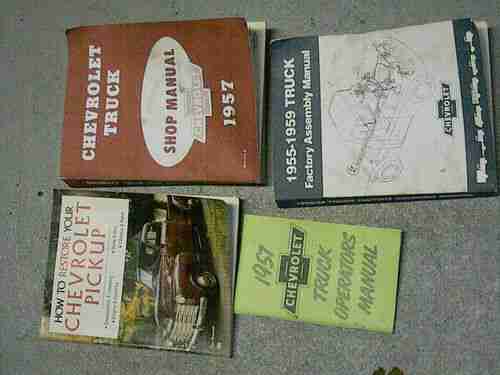 CHEVROLET
TRUCK
SHOP MANUAL
CHEVROLET
1957
1955-1959 TRUCK
Factory Assembly Manual
CHEVROLET
HOW TO RESTORE YOUR
CHEVROLET
PICKUP
1957
CHEVROLET
TRUCK
OPERATORS
MANUAL